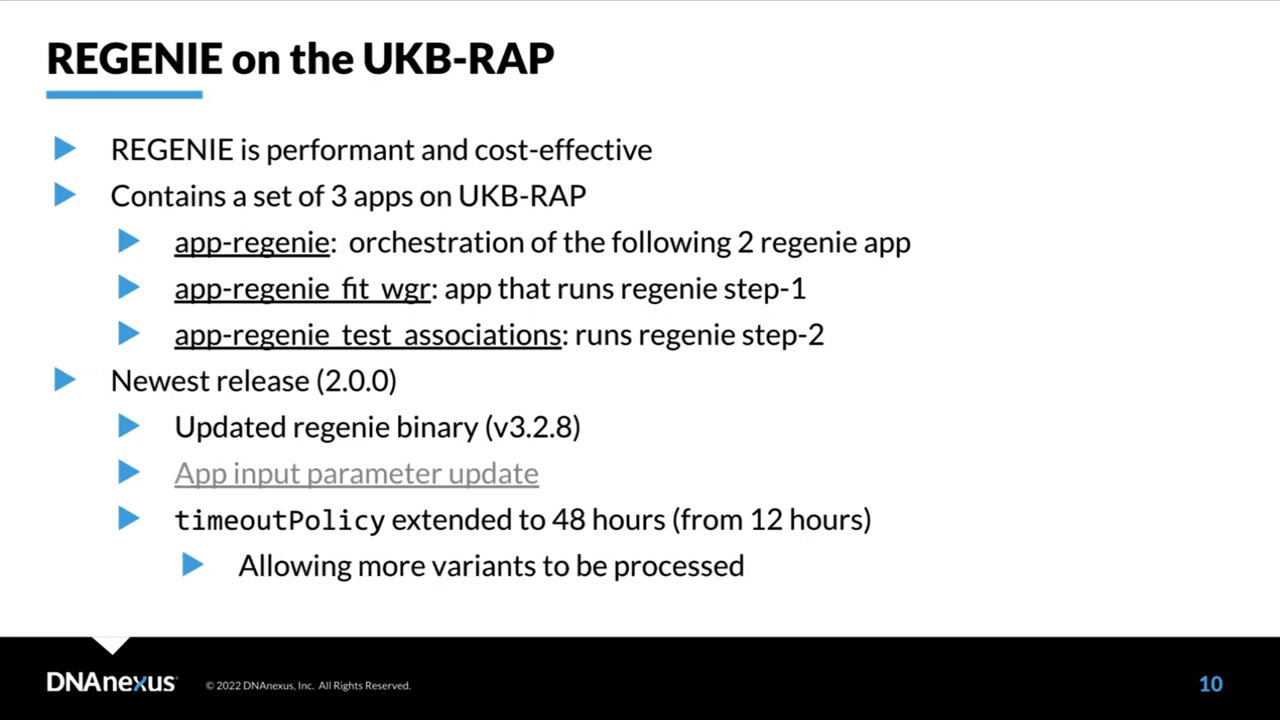 REGENIE on the UKB-RAP
REGENIE is performant and cost-effective
Contains a set of 3 apps on UKB-RAP
app-regenie: orchestration of the following 2 regenie app
app-regenie_fit_wgr: app that runs regenie step-1
app-regenie_test_associations: runs regenie step-2
Newest release (2.0.0)
Updated regenie binary (v3.2.8)
App input parameter update
timeoutPolicy extended to 48 hours (from 12 hours)
Allowing more variants to be processed
DNAnexus © 2022 DNAnexus, Inc. All Rights Reserved. 10